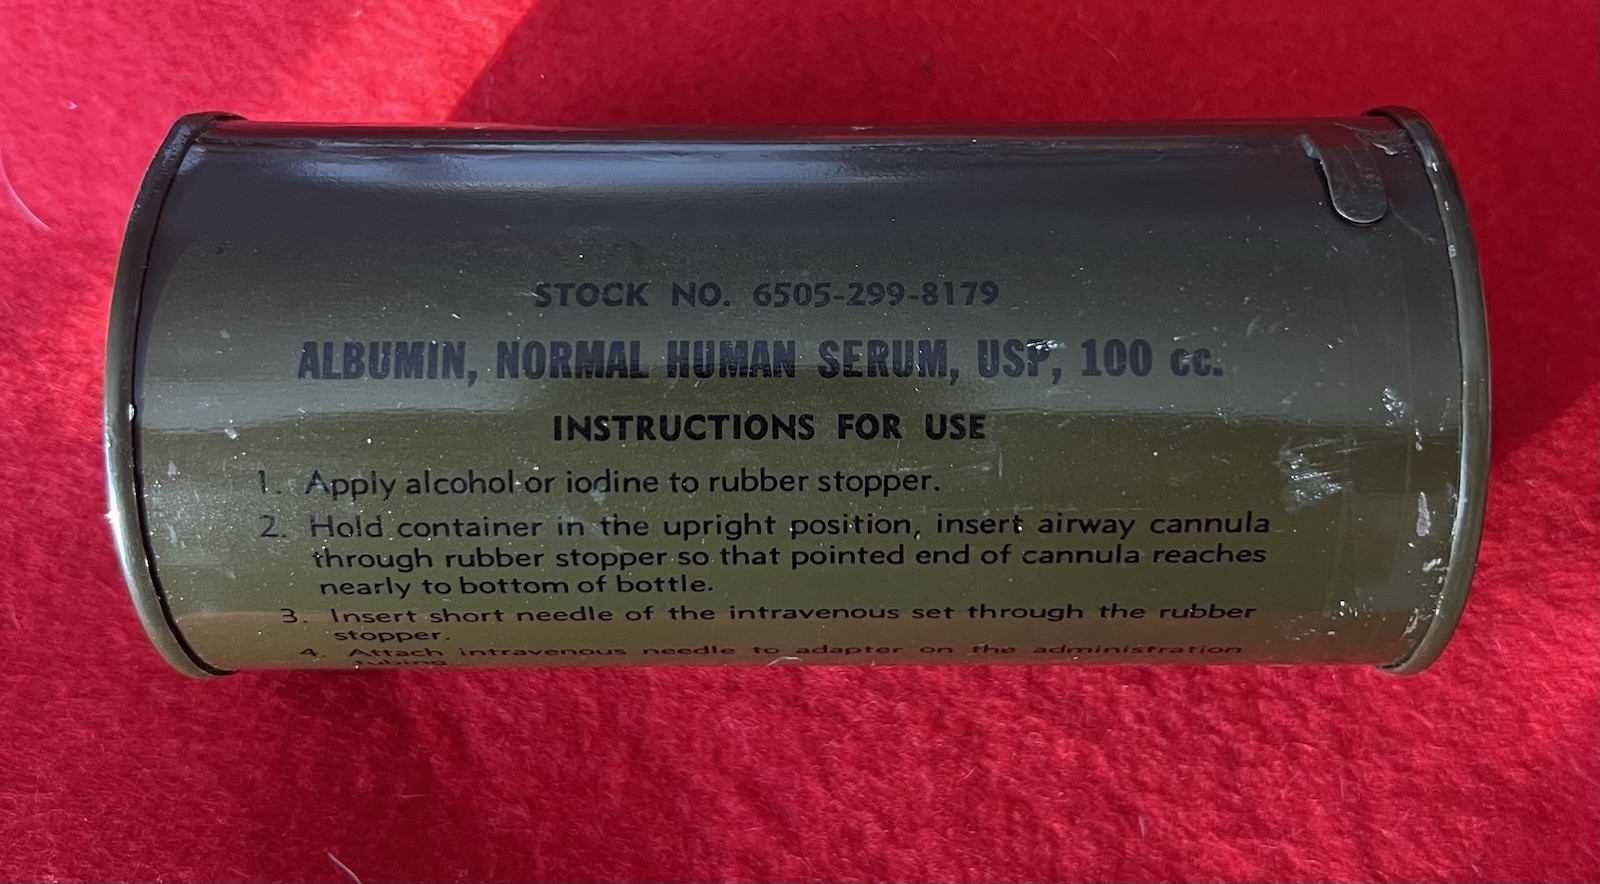 STOCK NO. 6505-299-8179
ALBUMIN, NORMAL HUMAN SERUM, USP, 100 cc.
INSTRUCTIONS FOR USE
1. Apply alcohol or iodine to rubber stopper.
2. Hold container in the upright position, insert airway cannula
through rubber stopper so that pointed end of cannula reaches
nearly to bottom of bottle.
3. Insert short needle of the intravenous set through the rubber
stopper.
4. Attach intravenous needle to adapter on the administration
tubing